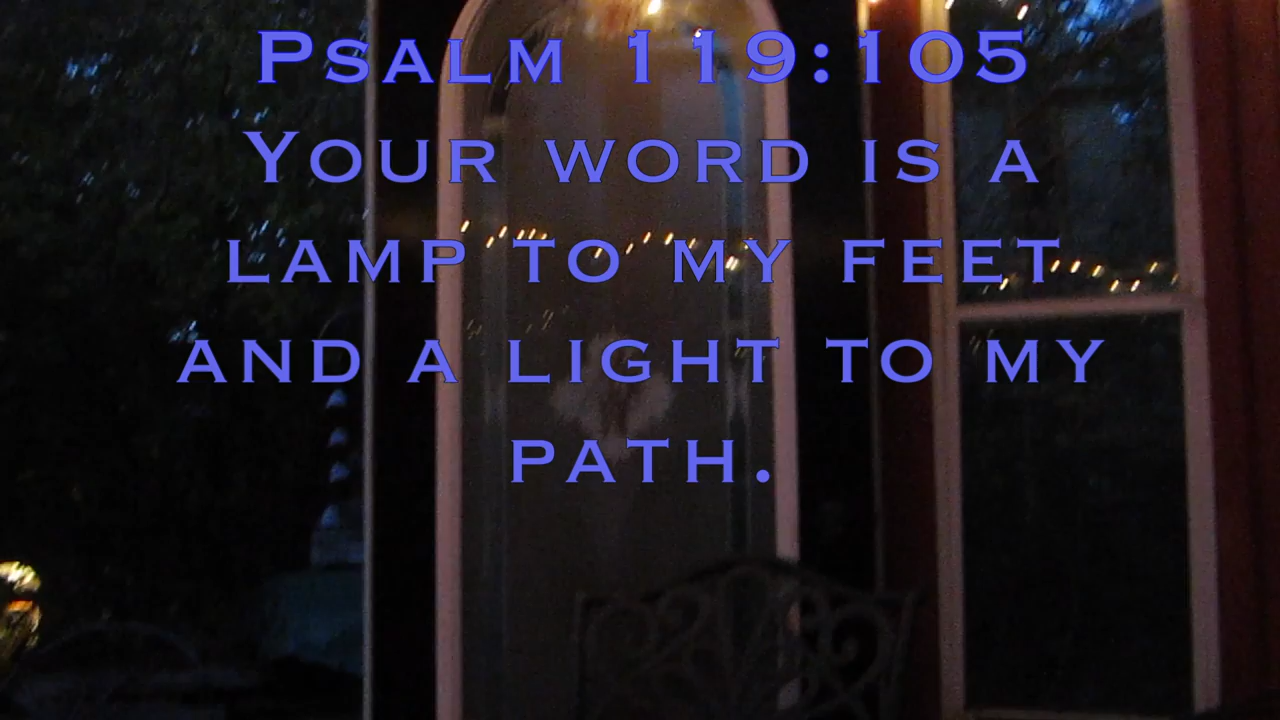 Psalm 119:105
Your word is a
lamp to my feet
and a light to my
path.